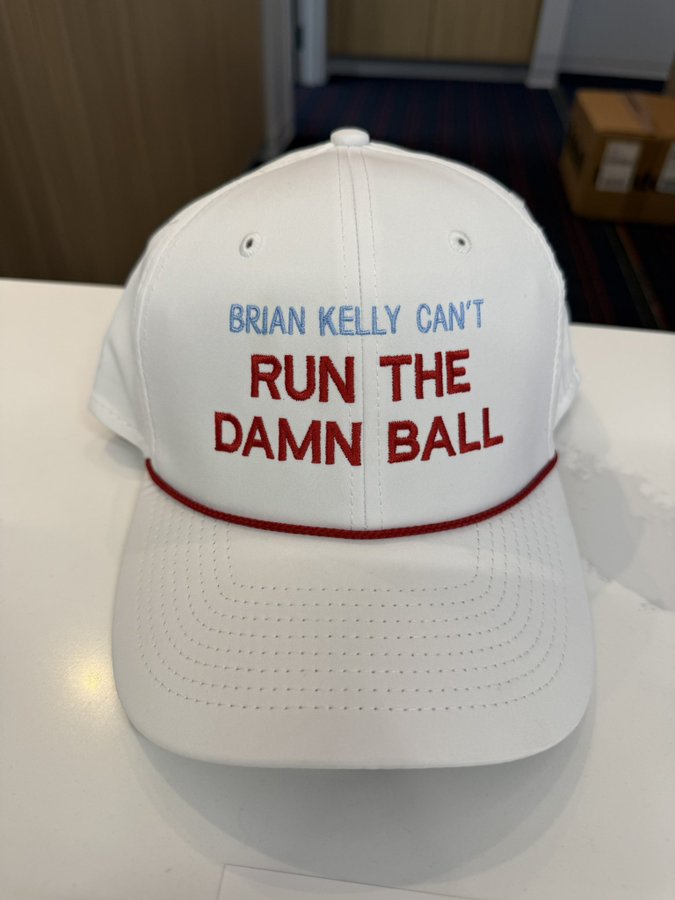 BRIAN KELLY CAN'T
RUN THE
DAMN BALL